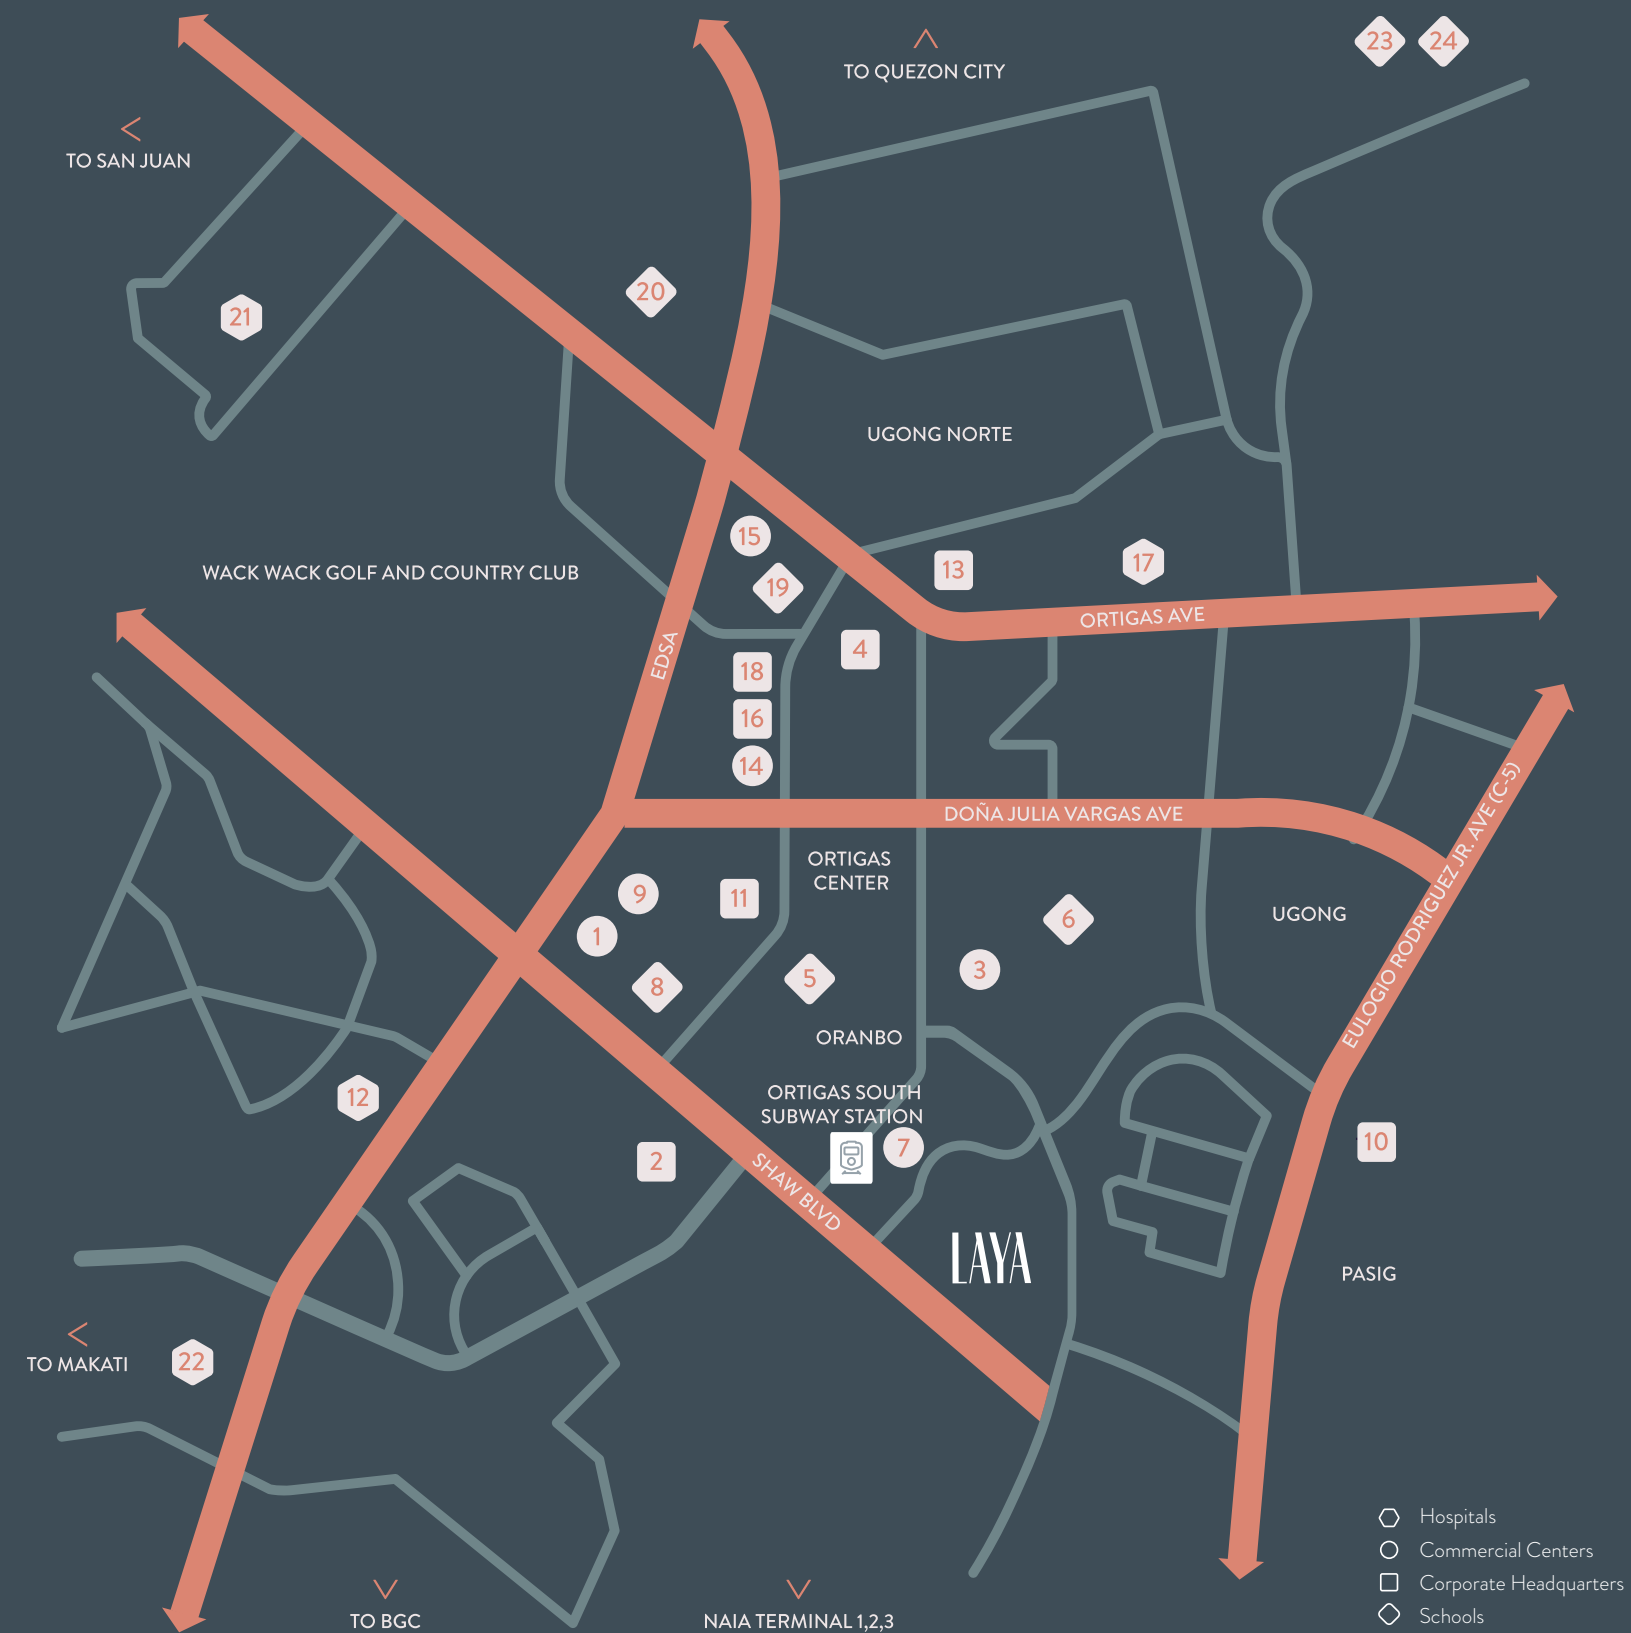 23
24
TO QUEZON CITY
TO SAN JUAN
20
21
UGONG NORTE
15
WACK WACK GOLF AND COUNTRY CLUB
19
13
17
ORTIGAS AVE
EDSA
4
18
16
14
DOÑA JULIA VARGAS AVE
EULOGIO RODRIGUEZ JR. AVE (C-5)
ORTIGAS
CENTER
9
11
1
6
UGONG
8
5
3
ORANBO
12
ORTIGAS SOUTH
SUBWAY STATION
7
2
SHAW BLVD
10
LAYA
PASIG
TO MAKATI
22
Hospitals
Commercial Centers
Corporate Headquarters
Schools
TO BGC
NAIA TERMINAL 1,2,3